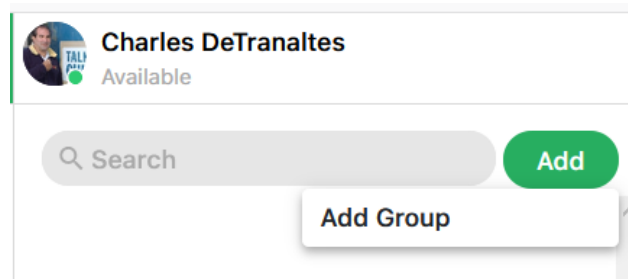 Charles DeTranaltes
Available
Search
Add
Add Group